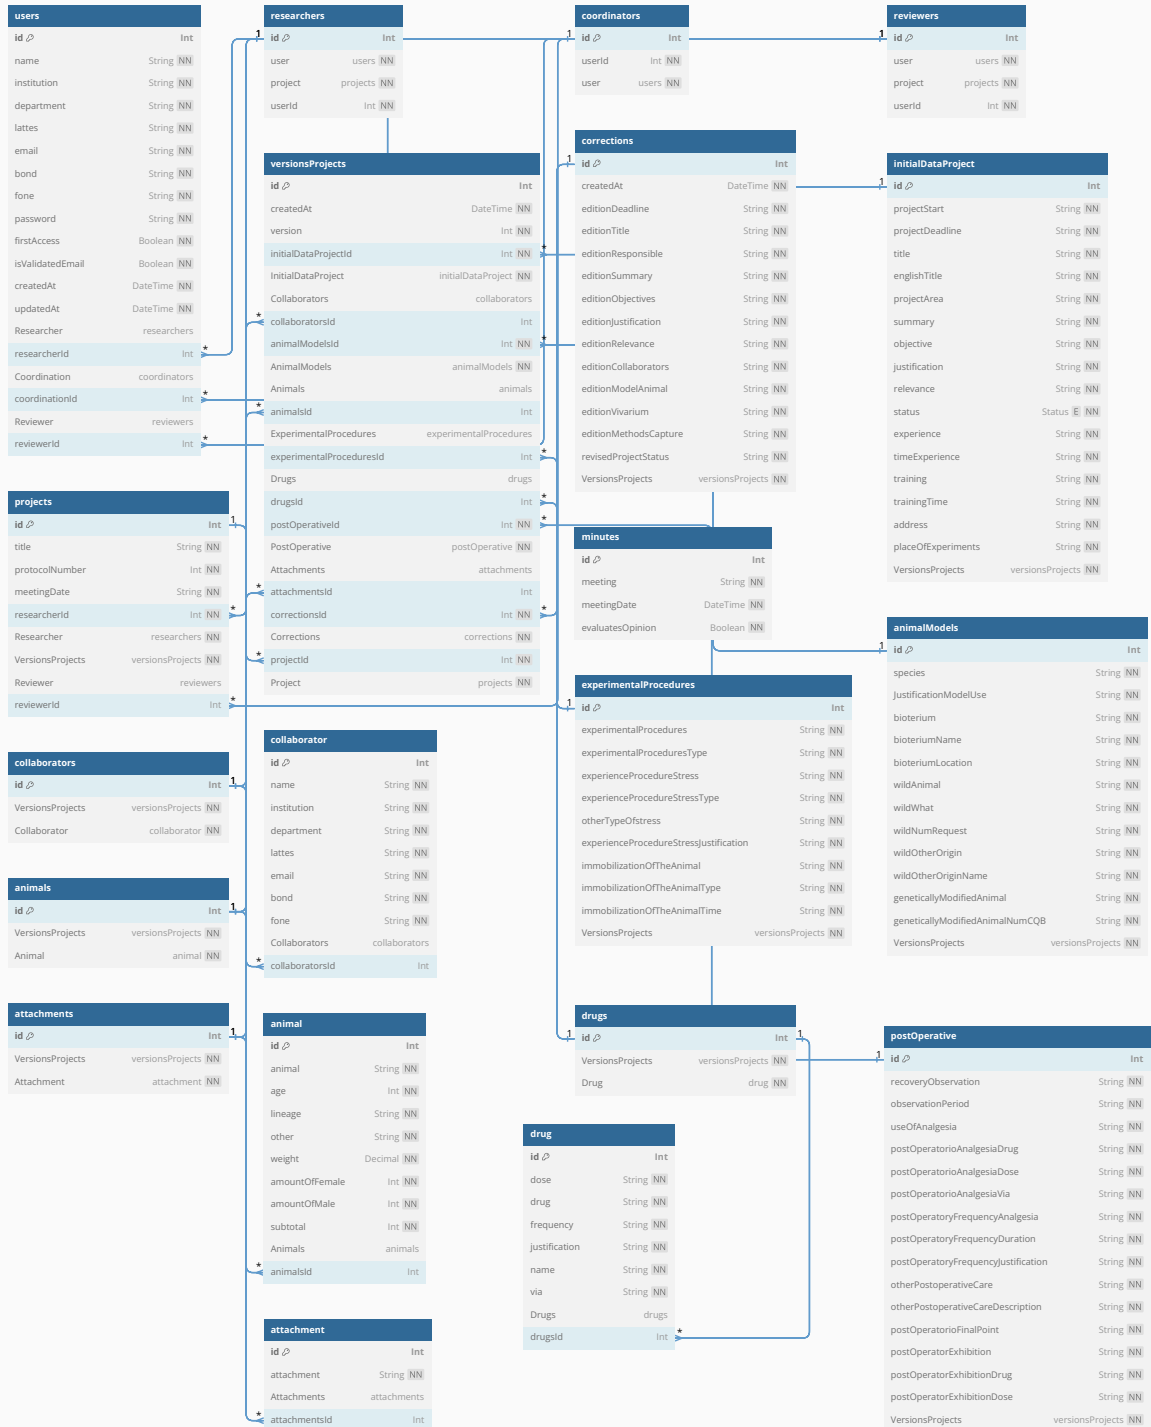 users
id Int
name String NN
institution String NN
department String NN
lattes String NN
email String NN
bond String NN
fone String NN
password String NN
firstAccess Boolean NN
isValidatedEmail Boolean NN
createdAt DateTime NN
updatedAt DateTime NN
Researcher researchers
researcherId Int *
Coordination coordinators
coordinationId Int *
Reviewer reviewers
reviewerId Int *
researchers
1 id Int
user users NN
project projects NN
userId Int NN
coordinators
1 id Int
userId Int NN
user users NN
reviewers
1 id Int
user users NN
project projects NN
userId Int NN
versionsProjects
id Int
createdAt DateTime NN
version Int NN
initialDataProjectId Int NN *
InitialDataProject initialDataProject NN
Collaborators collaborators
* collaboratorsId Int
animalModelsId Int NN *
AnimalModels animalModels NN
Animals animals
* animalsId Int
ExperimentalProcedures experimentalProcedures
experimentalProceduresId Int *
Drugs drugs
drugsId Int *
postOperativeId Int NN *
PostOperative postOperative NN
Attachments attachments
* attachmentsId Int
correctionsId Int NN *
Corrections corrections NN
* projectId Int NN
Project projects NN
corrections
1 id Int
createdAt DateTime NN
editionDeadline String NN
editionTitle String NN
editionResponsible String NN
editionSummary String NN
editionObjectives String NN
editionJustification String NN
editionRelevance String NN
editionCollaborators String NN
editionModelAnimal String NN
editionVivarium String NN
editionMethodsCapture String NN
revisedProjectStatus String NN
VersionsProjects versionsProjects NN
initialDataProject
1 id Int
projectStart String NN
projectDeadline String NN
title String NN
englishTitle String NN
projectArea String NN
summary String NN
objective String NN
justification String NN
relevance String NN
status Status E NN
experience String NN
timeExperience String NN
training String NN
trainingTime String NN
address String NN
placeOfExperiments String NN
VersionsProjects versionsProjects NN
projects
id Int 1
title String NN
protocolNumber Int NN
meetingDate String NN
researcherId Int NN *
Researcher researchers NN
VersionsProjects versionsProjects NN
Reviewer reviewers
reviewerId Int *
minutes
id Int
meeting String NN
meetingDate DateTime NN
evaluatesOpinion Boolean NN
animalModels
1 id Int
species String NN
JustificationModelUse String NN
bioterium String NN
bioteriumName String NN
bioteriumLocation String NN
wildAnimal String NN
wildWhat String NN
wildNumRequest String NN
wildOtherOrigin String NN
wildOtherOriginName String NN
geneticallyModifiedAnimal String NN
geneticallyModifiedAnimalNumCQB String NN
VersionsProjects versionsProjects NN
experimentalProcedures
1 id Int
experimentalProcedures String NN
experimentalProceduresType String NN
experienceProcedureStress String NN
experienceProcedureStressType String NN
otherTypeOfstress String NN
experienceProcedureStressJustification String NN
immobilizationOfTheAnimal String NN
immobilizationOfTheAnimalType String NN
immobilizationOfTheAnimalTime String NN
VersionsProjects versionsProjects NN
collaborators
id Int 1
VersionsProjects versionsProjects NN
Collaborator collaborator NN
collaborator
id Int
name String NN
institution String NN
department String NN
lattes String NN
email String NN
bond String NN
fone String NN
Collaborators collaborators
* collaboratorsId Int
animals
id Int 1
VersionsProjects versionsProjects NN
Animal animal NN
attachments
id Int 1
VersionsProjects versionsProjects NN
Attachment attachment NN
animal
id Int
animal String NN
age Int NN
lineage String NN
other String NN
weight Decimal NN
amountOfFemale Int NN
amountOfMale Int NN
subtotal Int NN
Animals animals
* animalsId Int
drugs
1 id Int 1
VersionsProjects versionsProjects NN
Drug drug NN
drug
id Int
dose String NN
drug String NN
frequency String NN
justification String NN
name String NN
via String NN
Drugs drugs
drugsId Int *
postOperative
1 id Int
recoveryObservation String NN
observationPeriod String NN
useOfAnalgesia String NN
postOperatorioAnalgesiaDrug String NN
postOperatorioAnalgesiaDose String NN
postOperatorioAnalgesiaVia String NN
postOperatoryFrequencyAnalgesia String NN
postOperatoryFrequencyDuration String NN
postOperatoryFrequencyJustification String NN
otherPostoperativeCare String NN
otherPostoperativeCareDescription String NN
postOperatorioFinalPoint String NN
postOperatorExhibition String NN
postOperatorExhibitionDrug String NN
postOperatorExhibitionDose String NN
VersionsProjects versionsProjects NN
attachment
id Int
attachment String NN
Attachments attachments
* attachmentsId Int